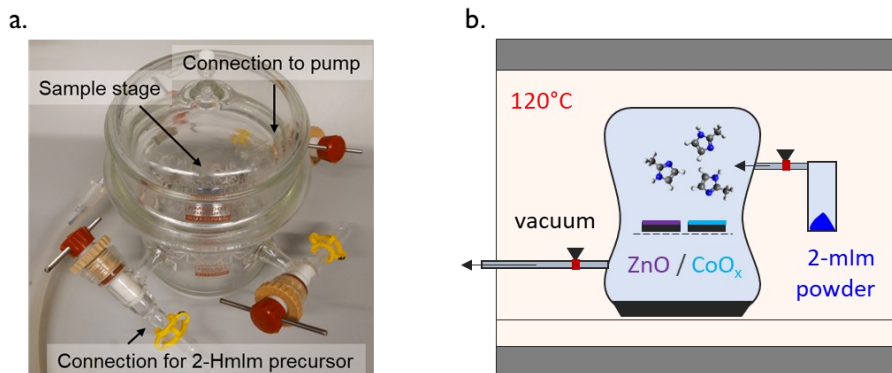 a.
b.
Connection to pump
Sample stage
Connection for 2-HmIm precursor
120°C
vacuum
ZnO / CoOₓ
2-mIm
powder